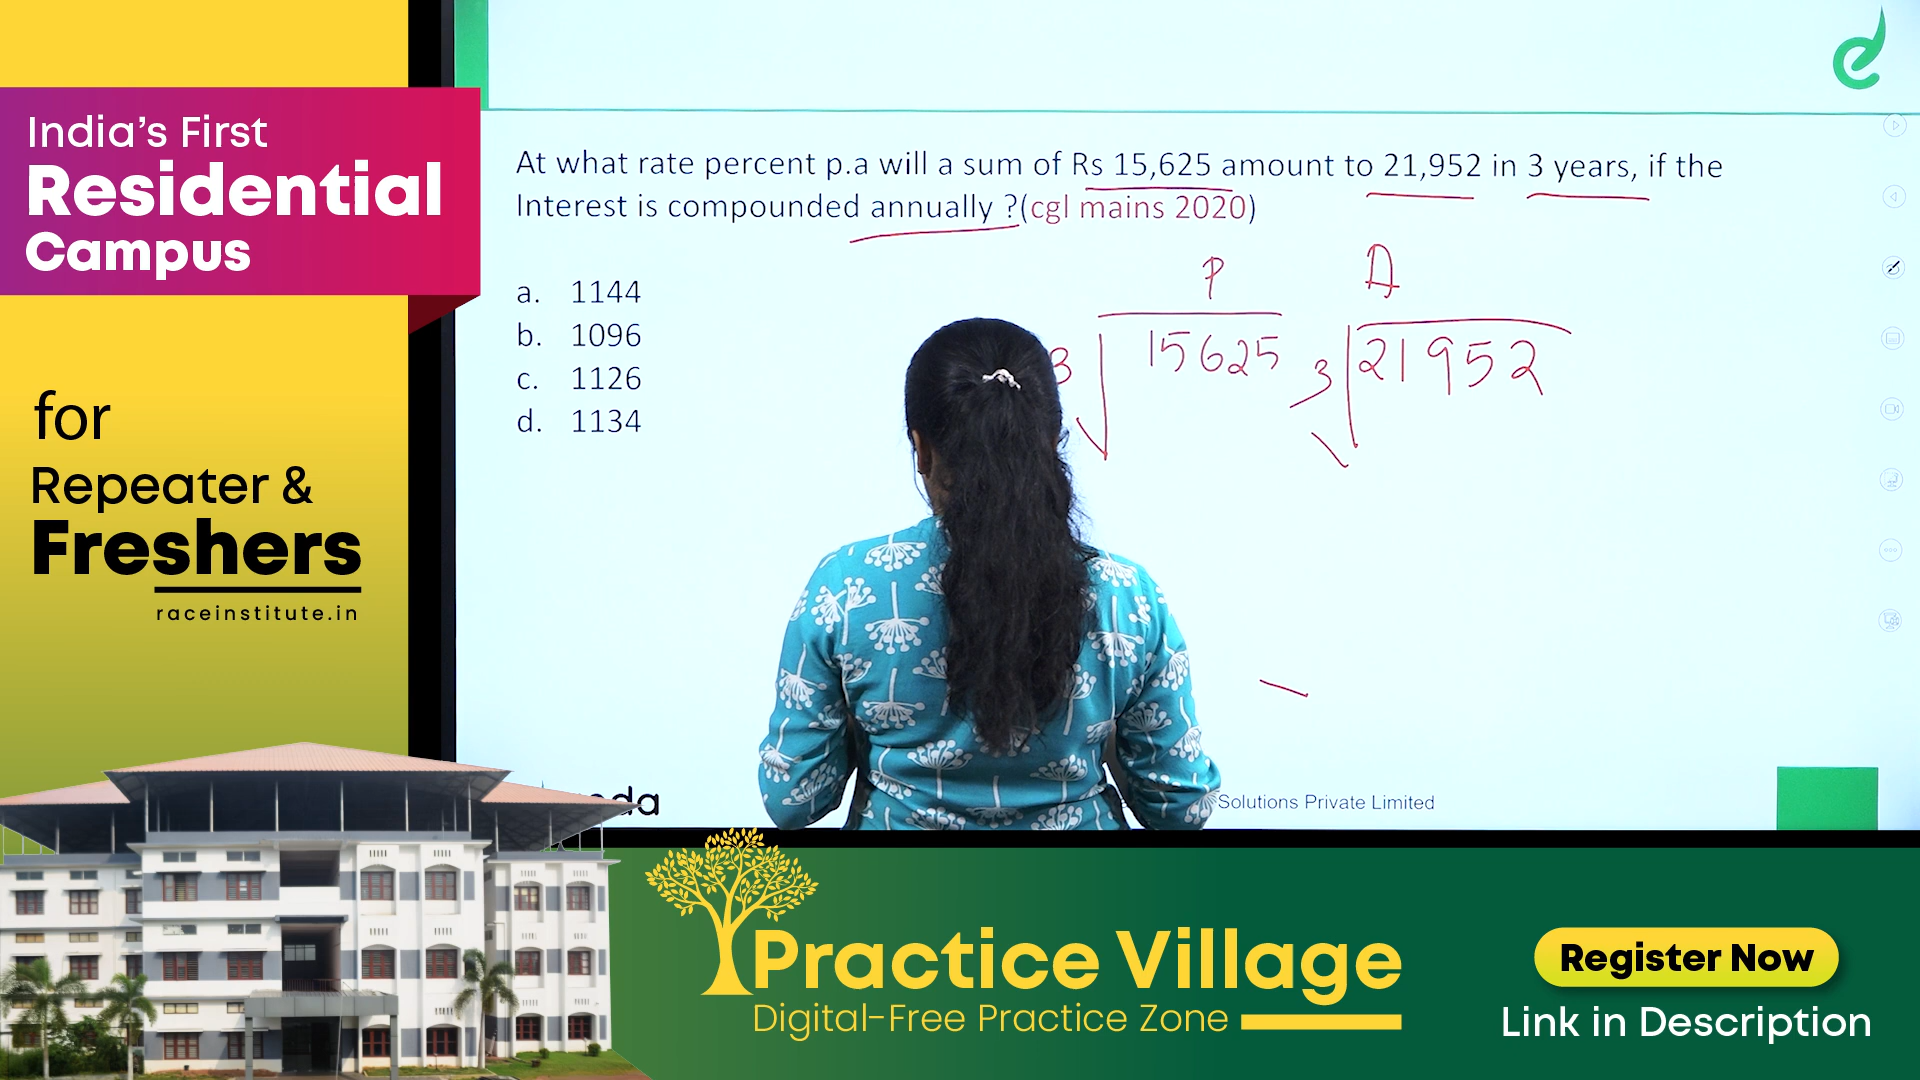 India's First
Residential
Campus
for
Repeater &
Freshers
raceinstitute.in
At what rate percent p.a will a sum of Rs 15,625 amount to 21,952 in 3 years, if the
Interest is compounded annually ?(cgl mains 2020)
a. 1144
b. 1096
c. 1126
d. 1134
P A
3 15625 3 21952
Solutions Private Limited
Practice Village
Digital-Free Practice Zone
Register Now
Link in Description